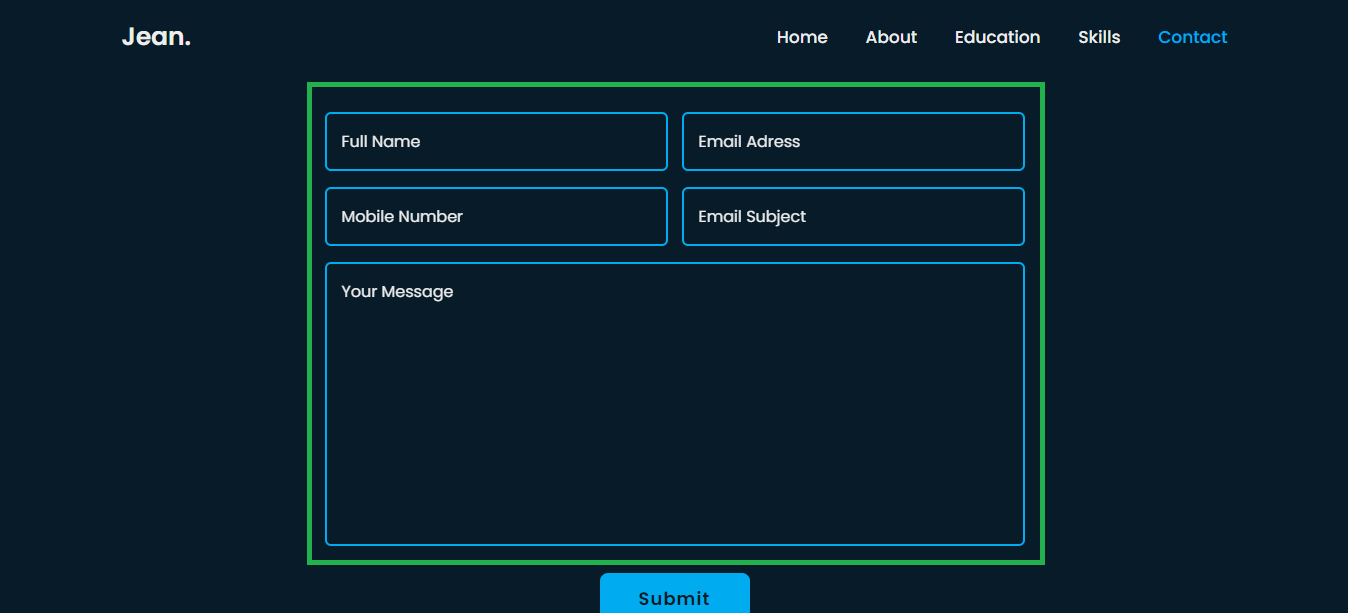 Jean.
Home About Education Skills Contact
Full Name
Email Adress
Mobile Number
Email Subject
Your Message
Submit